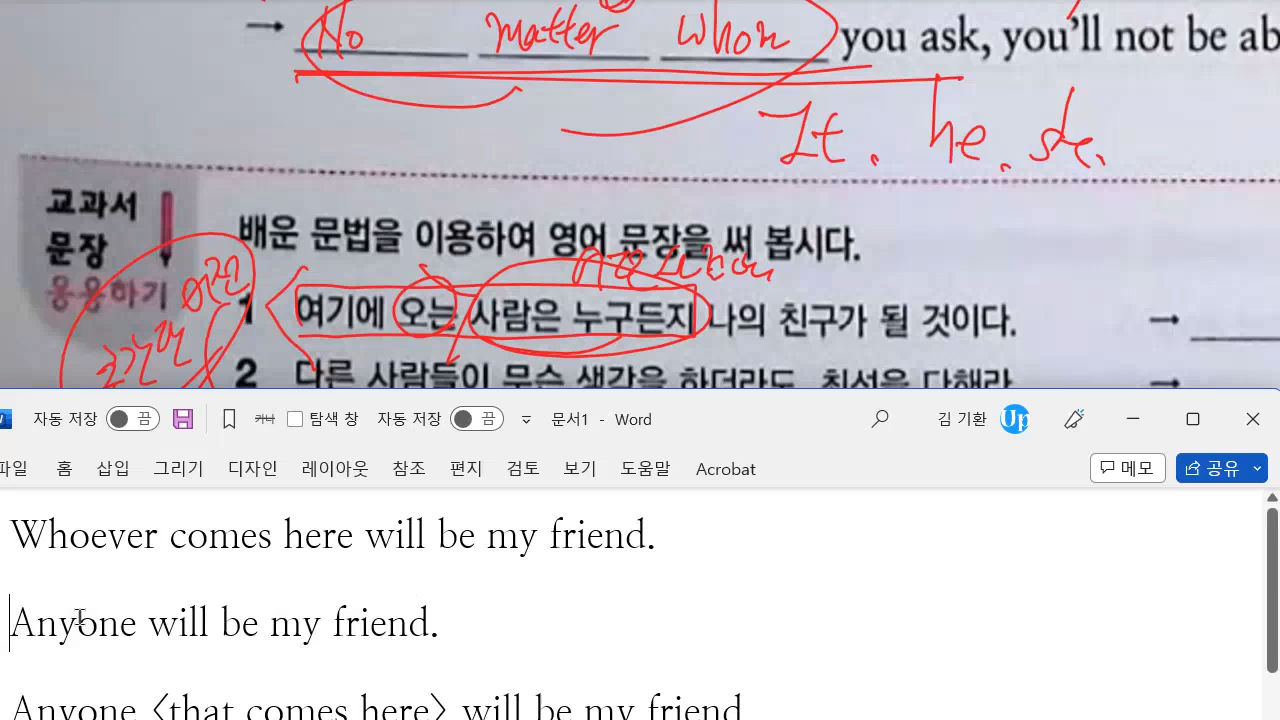 → No matter whom you ask, you'll not be ab
It. he. she.
교과서
문장
응용하기
배운 문법을 이용하여 영어 문장을 써 봅시다.
1 여기에 오는 사람은 누구든지 나의 친구가 될 것이다. →
2 다른 사람들이 무슨 생각을 하더라도, 최선을 다해라 →
자동 저장 끔 탐색 창 자동 저장 끔 문서1 - Word 김 기환 Up
파일 홈 삽입 그리기 디자인 레이아웃 참조 편지 검토 보기 도움말 Acrobat 메모 공유
Whoever comes here will be my friend.
Anyone will be my friend.
Anyone 〈that comes here〉 will be my friend